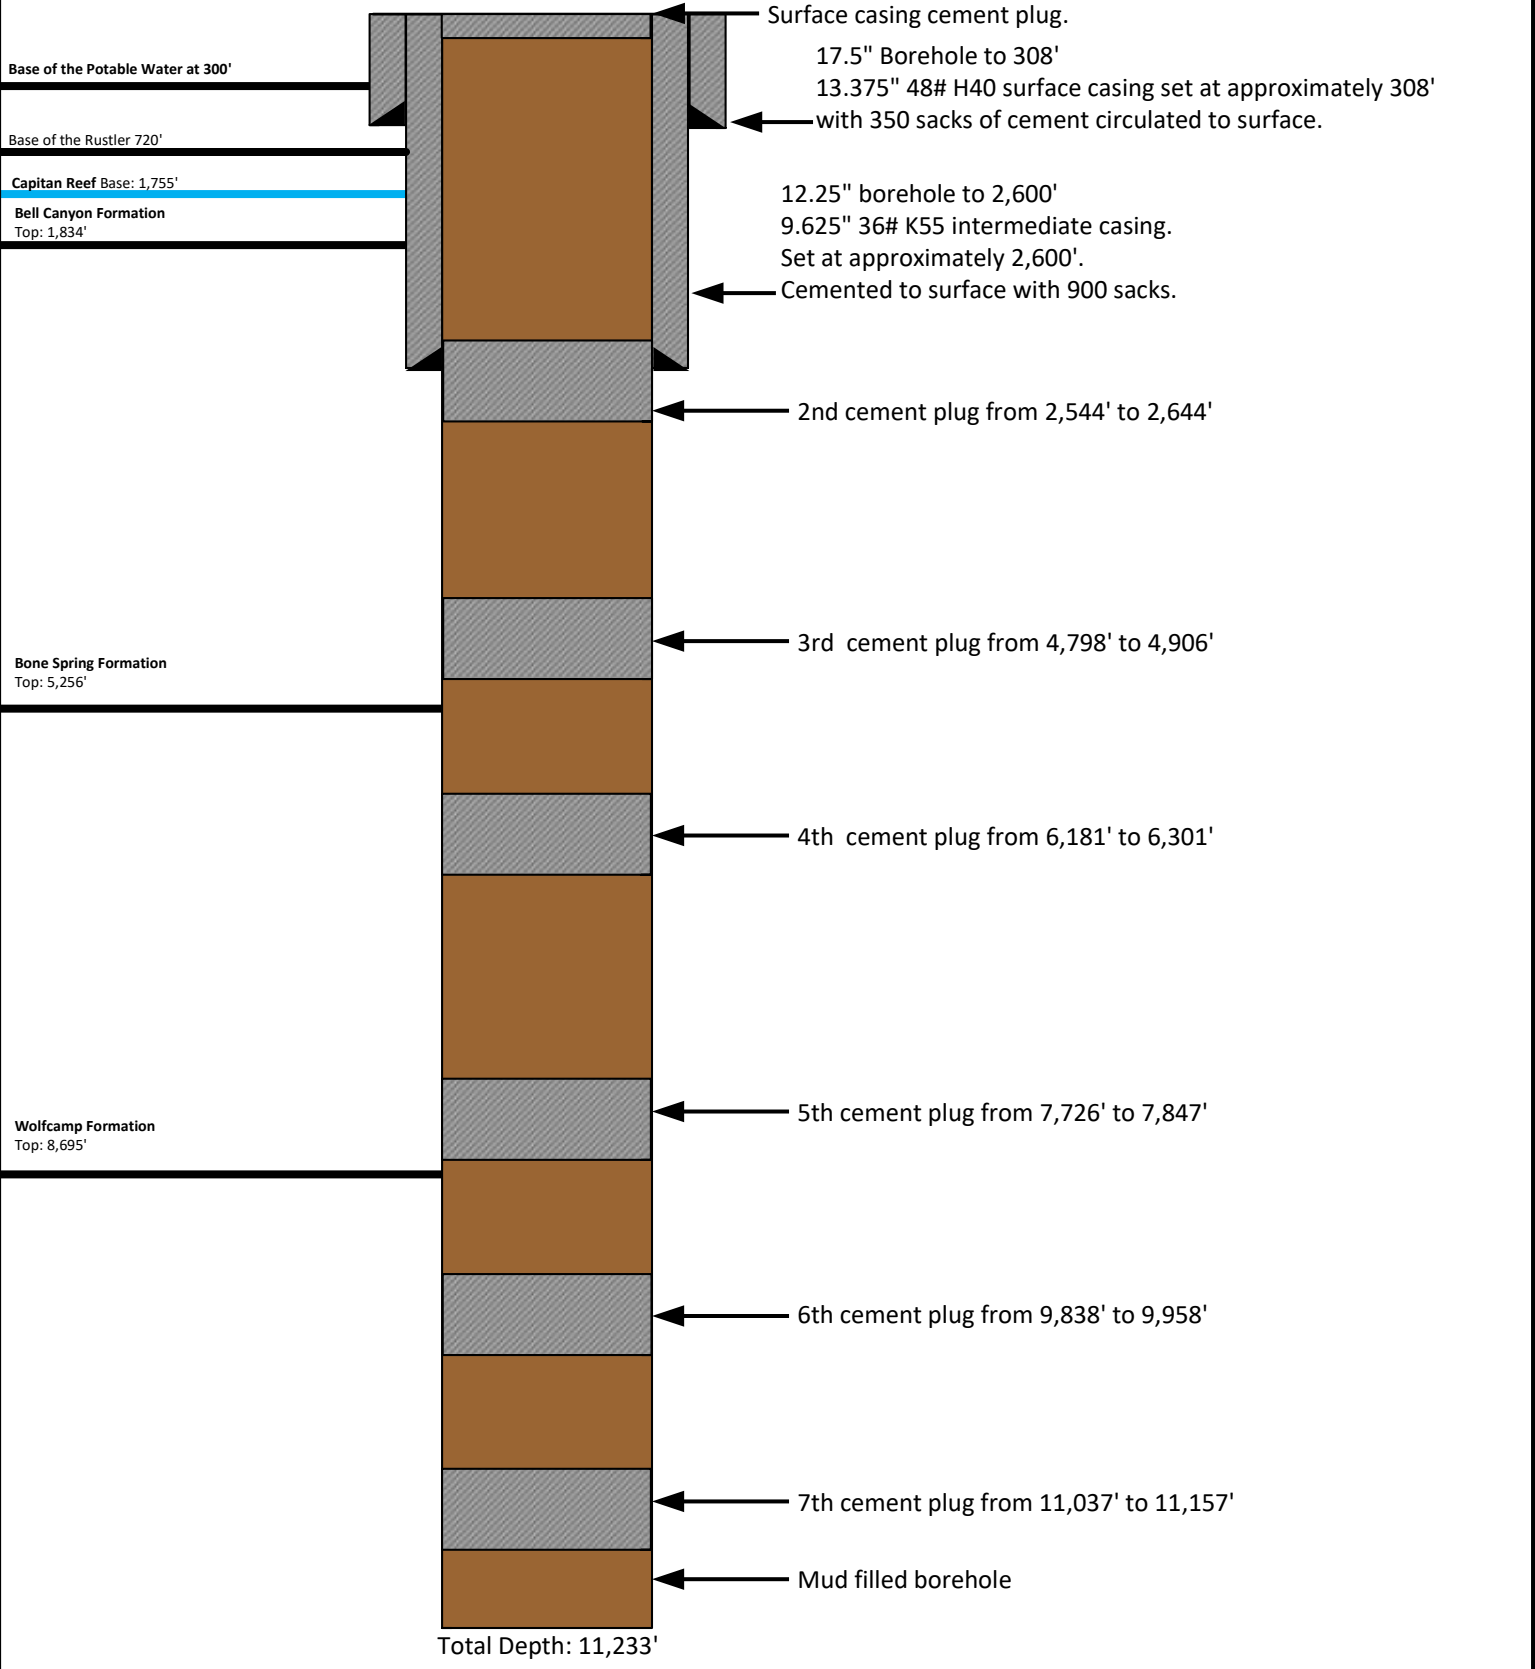 Surface casing cement plug.
17.5" Borehole to 308'
13.375" 48# H40 surface casing set at approximately 308'
with 350 sacks of cement circulated to surface.
Base of the Potable Water at 300'
Base of the Rustler 720'
Capitan Reef Base: 1,755'
Bell Canyon Formation
Top: 1,834'
12.25" borehole to 2,600'
9.625" 36# K55 intermediate casing.
Set at approximately 2,600'.
Cemented to surface with 900 sacks.
2nd cement plug from 2,544' to 2,644'
3rd  cement plug from 4,798' to 4,906'
Bone Spring Formation
Top: 5,256'
4th  cement plug from 6,181' to 6,301'
5th cement plug from 7,726' to 7,847'
Wolfcamp Formation
Top: 8,695'
6th cement plug from 9,838' to 9,958'
7th cement plug from 11,037' to 11,157'
Mud filled borehole
Total Depth: 11,233'